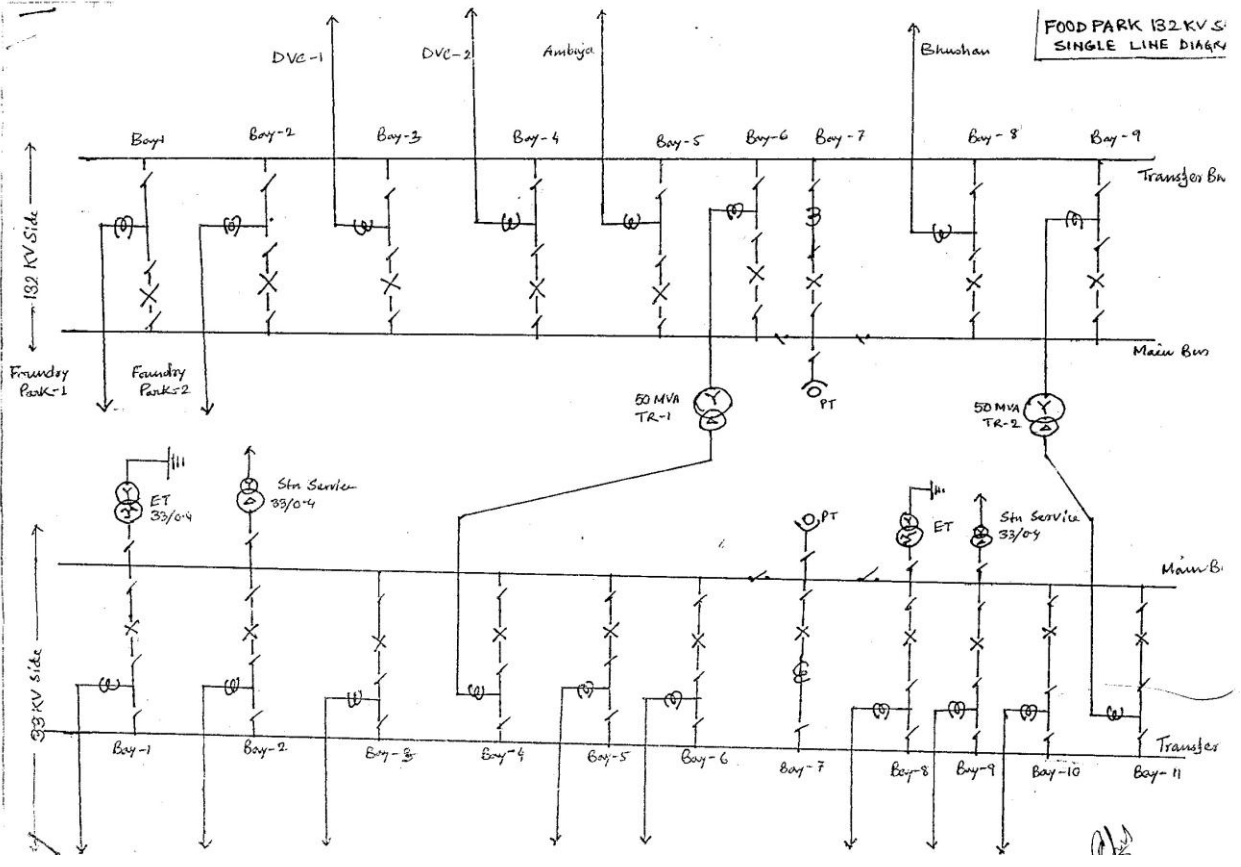 FOOD PARK 132 KV S
SINGLE LINE DIAGR
DVC-1
DVC-2
Ambuja
Bhushan
Bay-1
Bay-2
Bay-3
Bay-4
Bay-5
Bay-6
Bay-7
Bay-8
Bay-9
Transfer Bu
132 KV Side
Main Bus
Foundry
Park-1
Foundry
Park-2
50 MVA
TR-1
PT
50 MVA
TR-2
ET
33/0.4
Stn Service
33/0.4
PT
ET
Stn Service
33/0.4
Main B
33 KV Side
Transfer
Bay-1
Bay-2
Bay-3
Bay-4
Bay-5
Bay-6
Bay-7
Bay-8
Bay-9
Bay-10
Bay-11